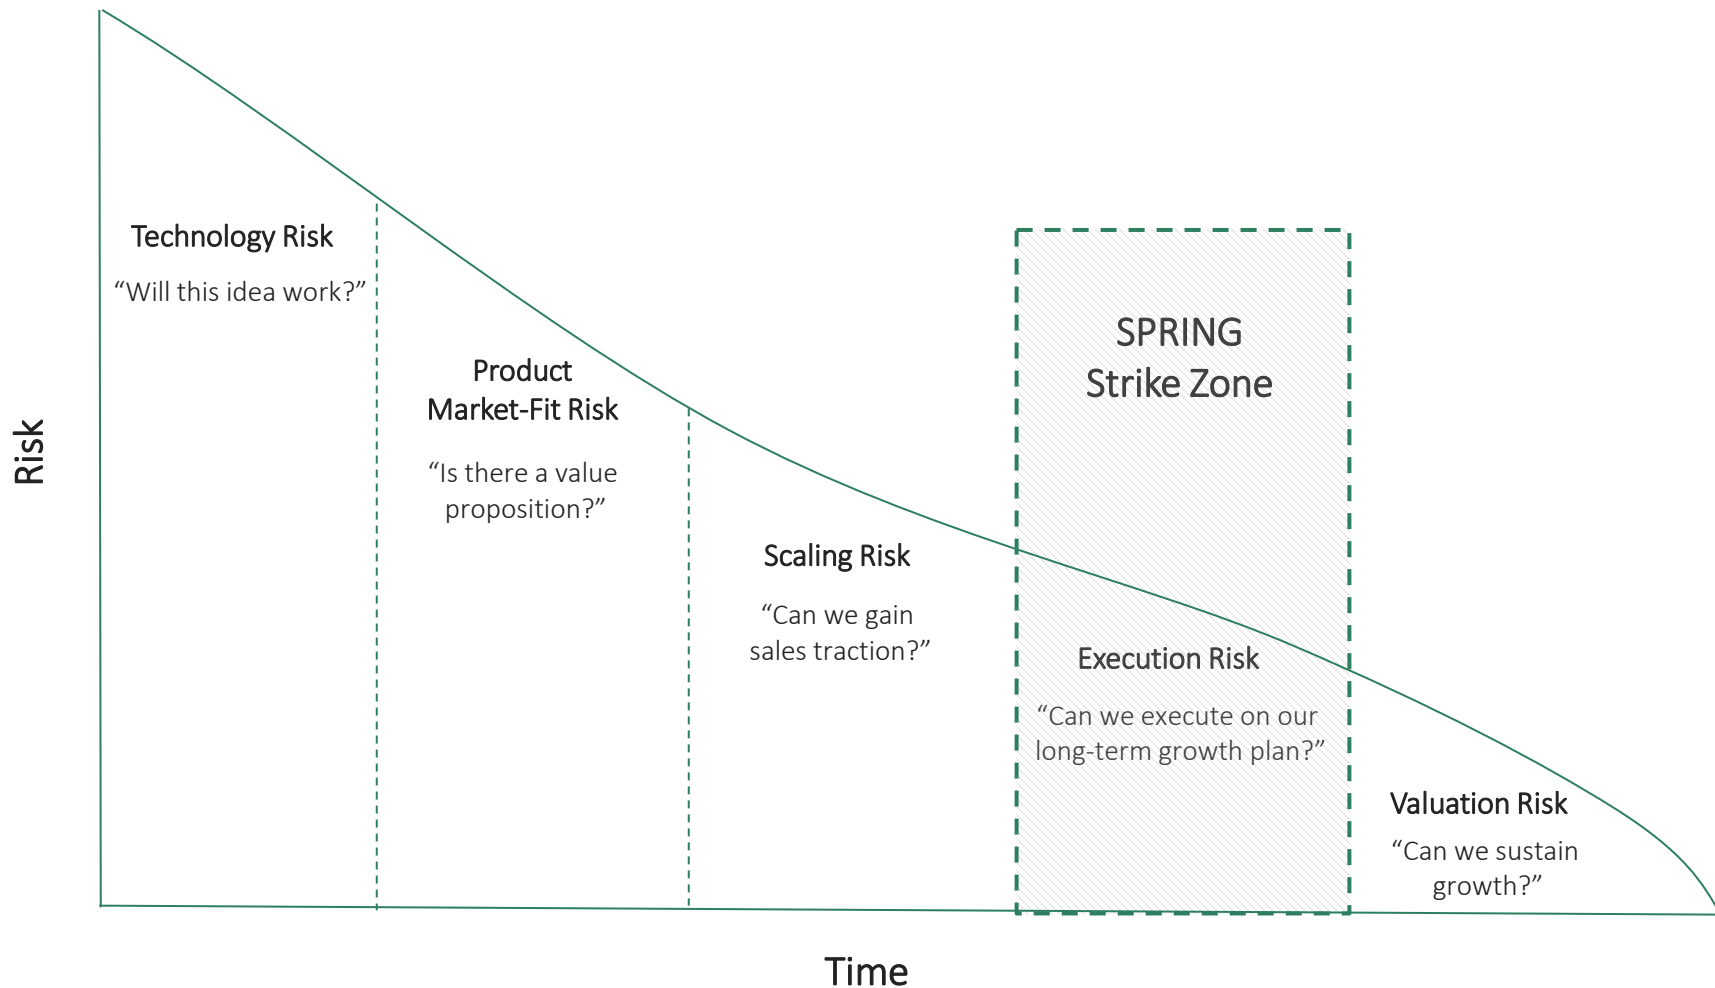 Technology Risk
“Will this idea work?”
Product
Market-Fit Risk
“Is there a value
proposition?”
Scaling Risk
“Can we gain
sales traction?”
SPRING
Strike Zone
Execution Risk
“Can we execute on our
long-term growth plan?”
Valuation Risk
“Can we sustain
growth?”
Risk
Time